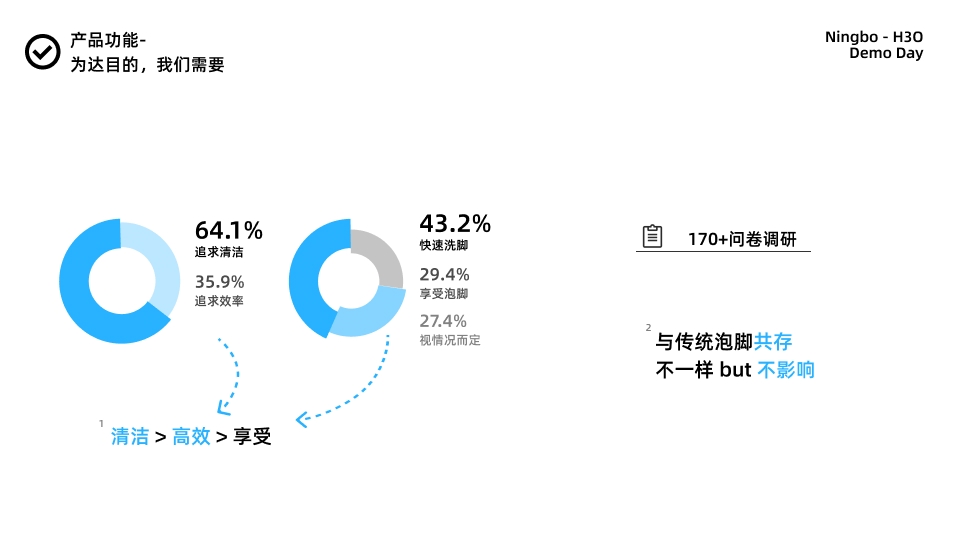 产品功能-
为达目的，我们需要
Ningbo - H3O
Demo Day
64.1%
追求清洁
35.9%
追求效率
43.2%
快速洗脚
29.4%
享受泡脚
27.4%
视情况而定
170+问卷调研
1
清洁 > 高效 > 享受
2
与传统泡脚共存
不一样 but 不影响